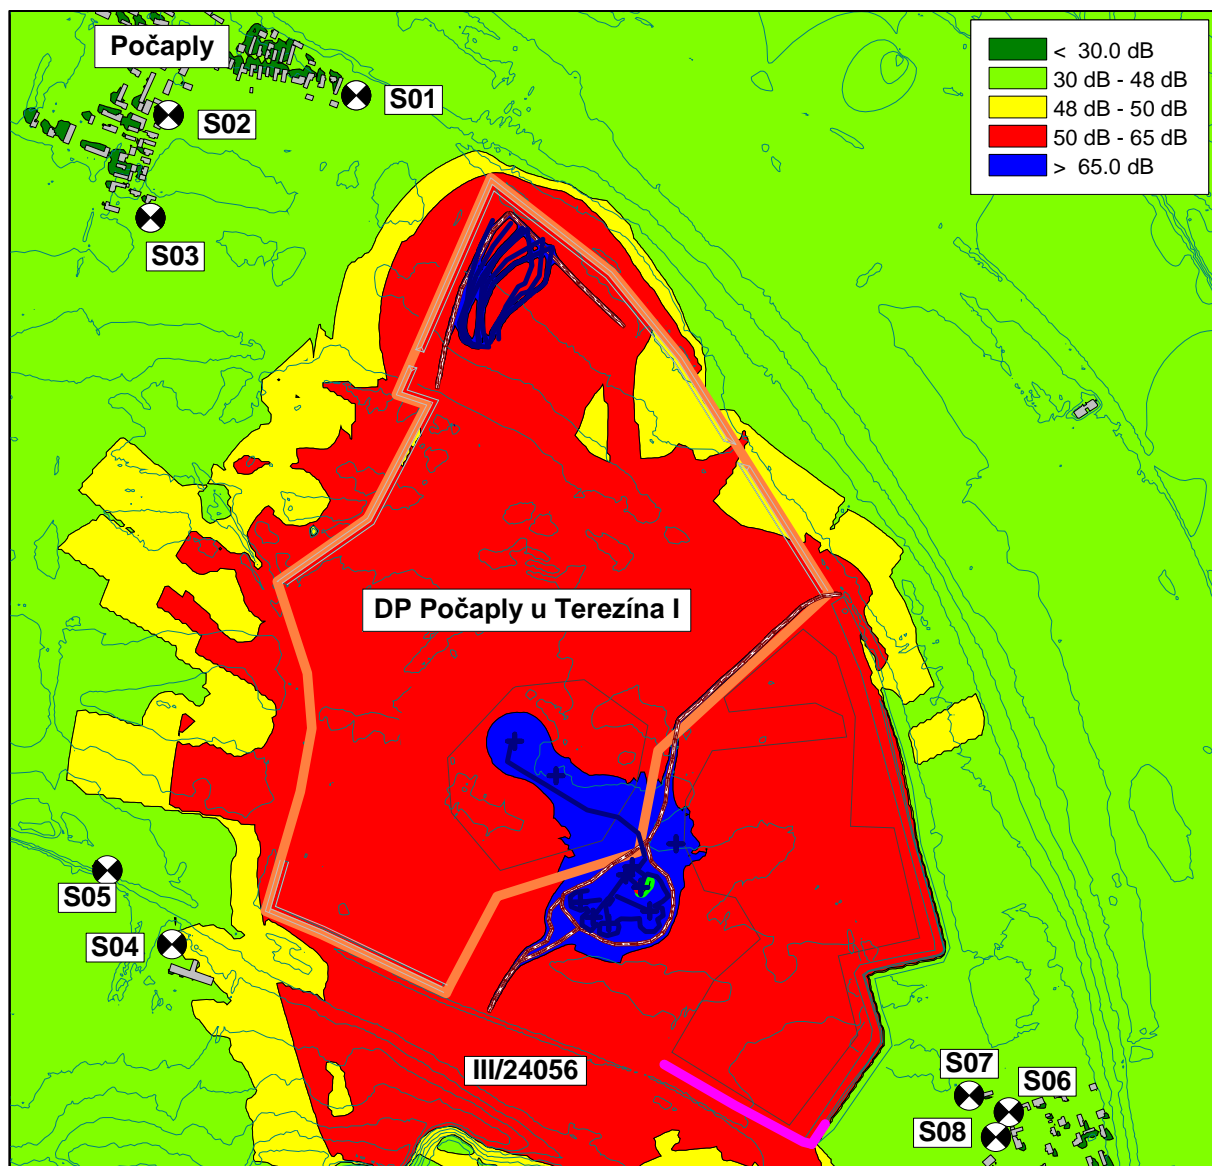 Počaply
S01
S02
S03
< 30.0 dB
30 dB - 48 dB
48 dB - 50 dB
50 dB - 65 dB
> 65.0 dB
DP Počaply u Terezína I
S05
S04
III/24056
S07
S06
S08